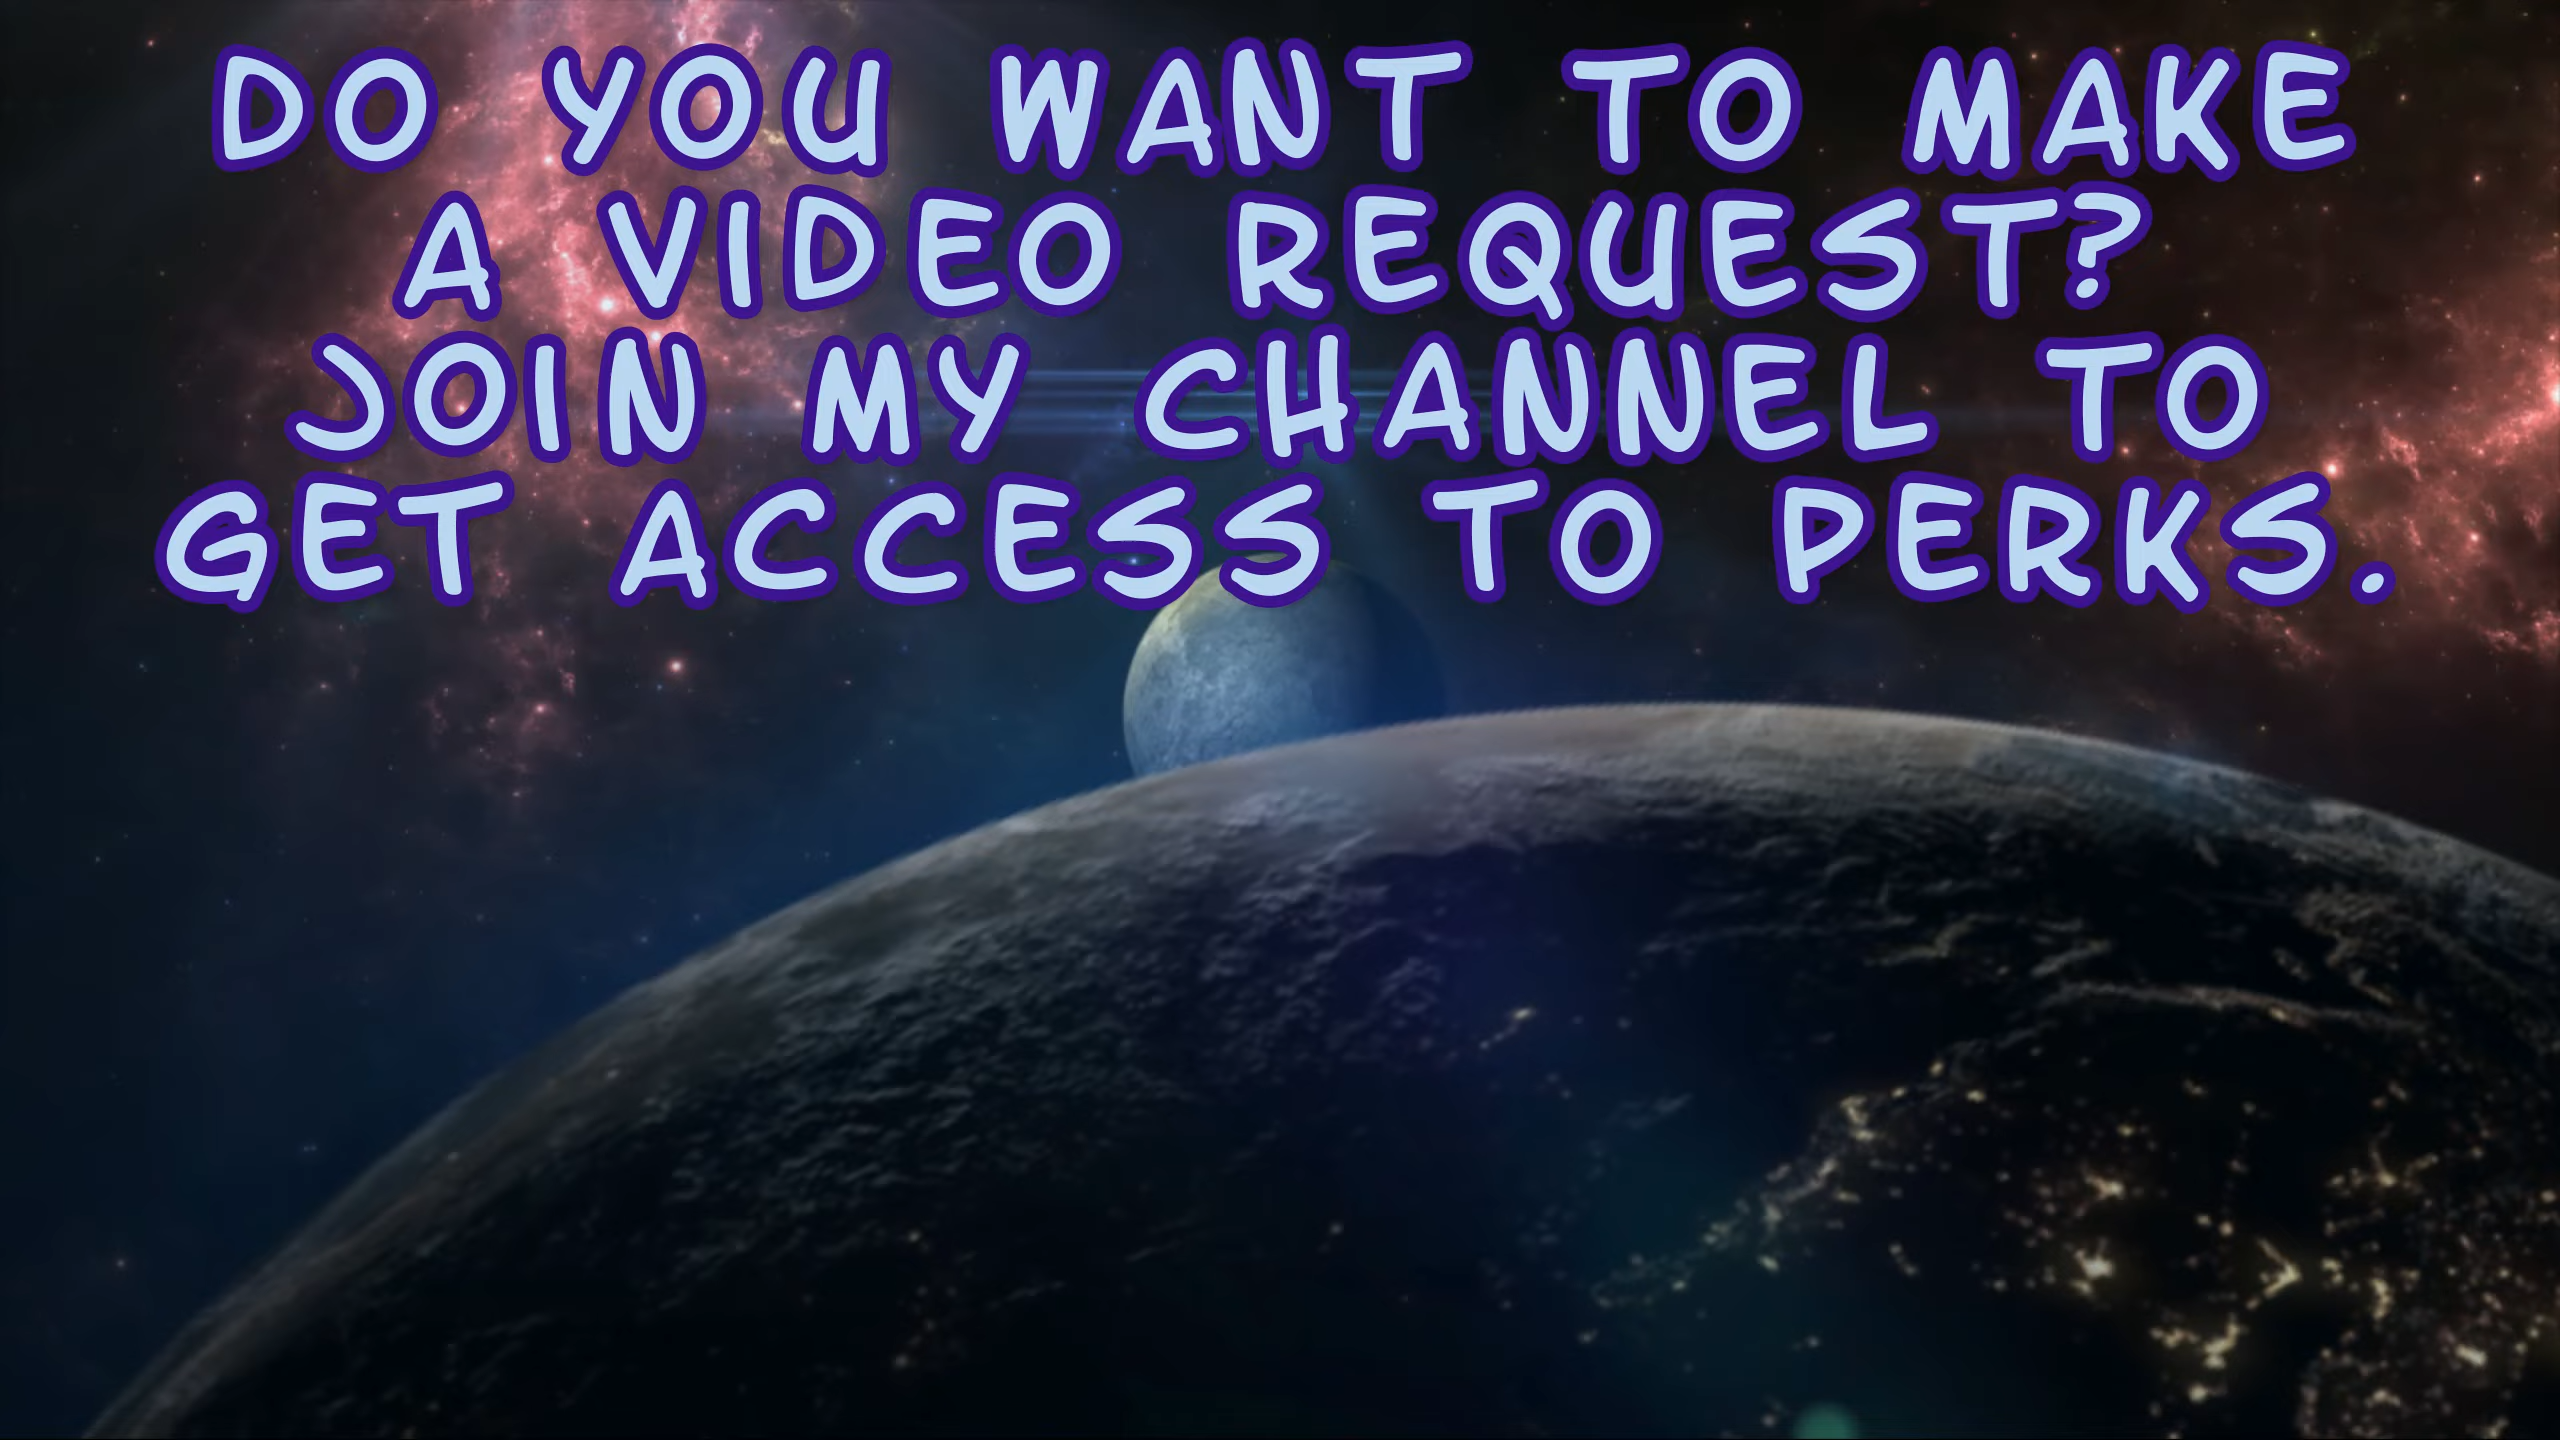 DO YOU WANT TO MAKE
A VIDEO REQUEST?
JOIN MY CHANNEL TO
GET ACCESS TO PERKS.